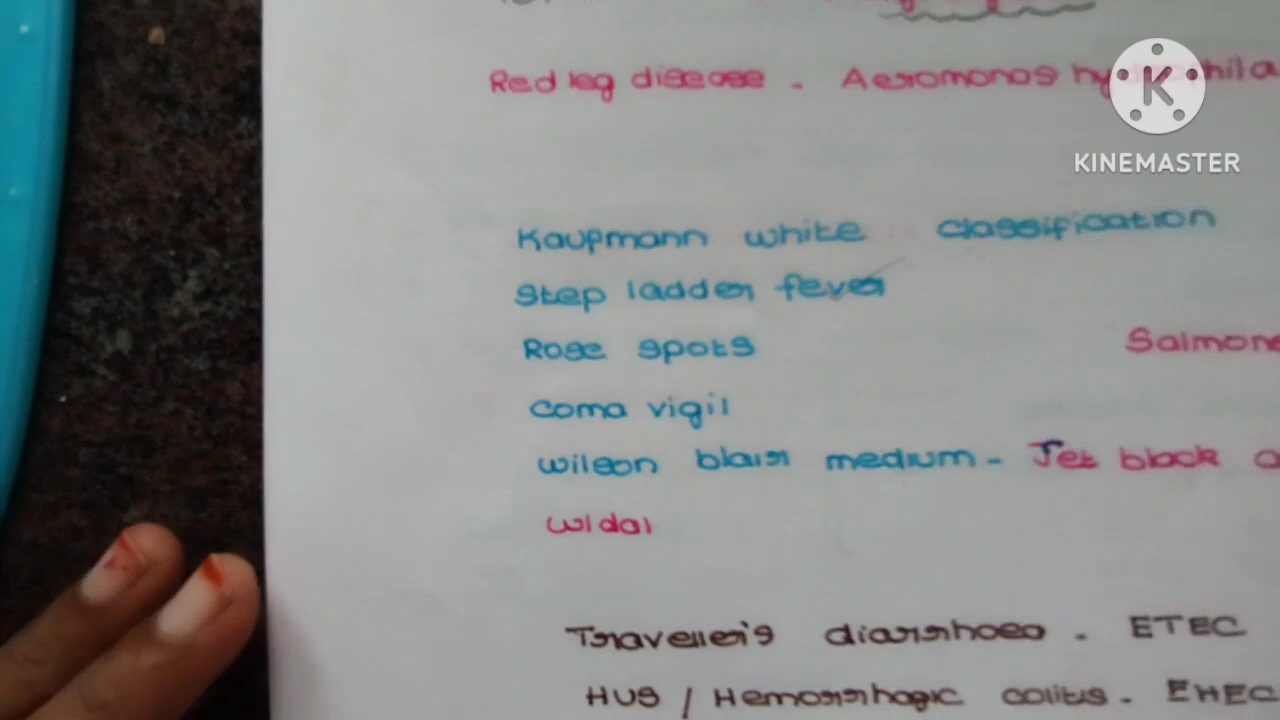 Red leg disease . Aeromonas hydrophila
KINEMASTER
Kaufmann white classification
Step ladder fever
Rose spots
Salmone
coma vigil
wilson blair medium - Jet black
widal
Traveller's diarrhoea . ETEC
HUS / Hemorrhagic colitis . EHEC